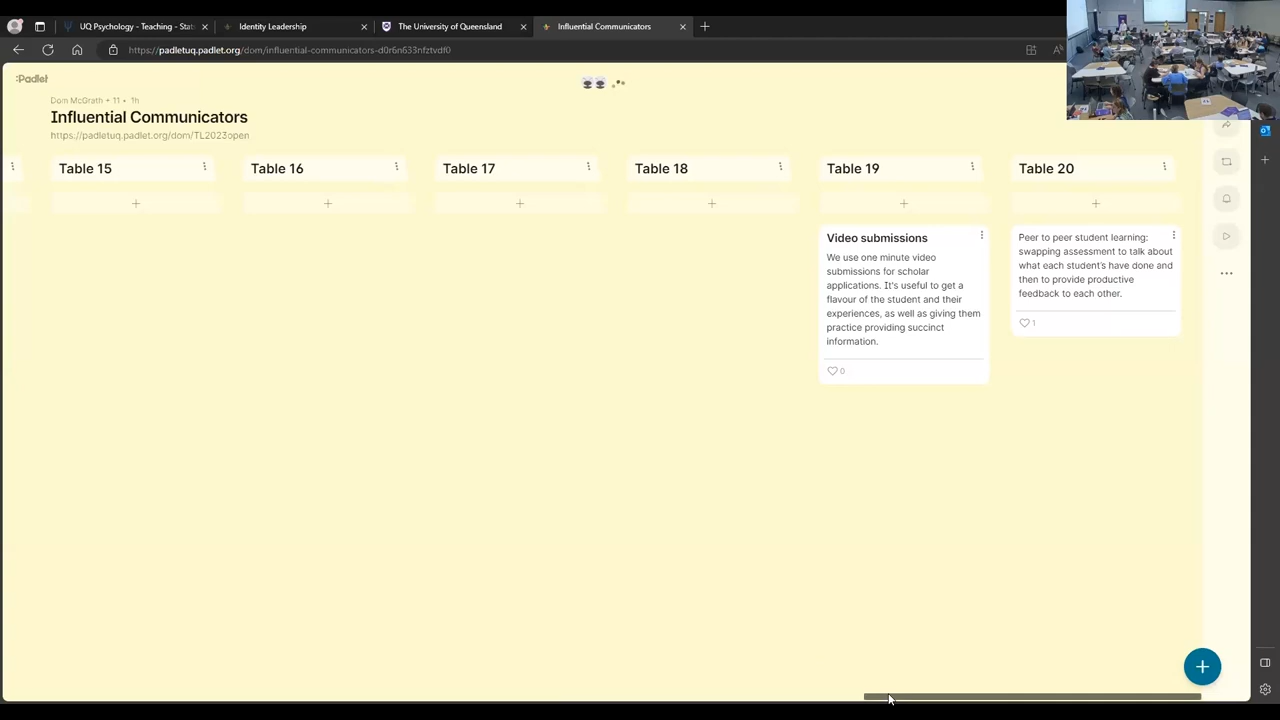 UQ Psychology - Teaching - Stat
Identity Leadership
The University of Queensland
Influential Communicators
https://padletuq.padlet.org/dom/influential-communicators-d0r6n633nfztvdf0
:Padlet
Dom McGrath + 11 • 1h
Influential Communicators
https://padletuq.padlet.org/dom/TL2023open
Table 15
Table 16
Table 17
Table 18
Table 19
Table 20
Video submissions
We use one minute video
submissions for scholar
applications. It's useful to get a
flavour of the student and their
experiences, as well as giving them
practice providing succinct
information.
0
Peer to peer student learning:
swapping assessment to talk about
what each student's have done and
then to provide productive
feedback to each other.
1